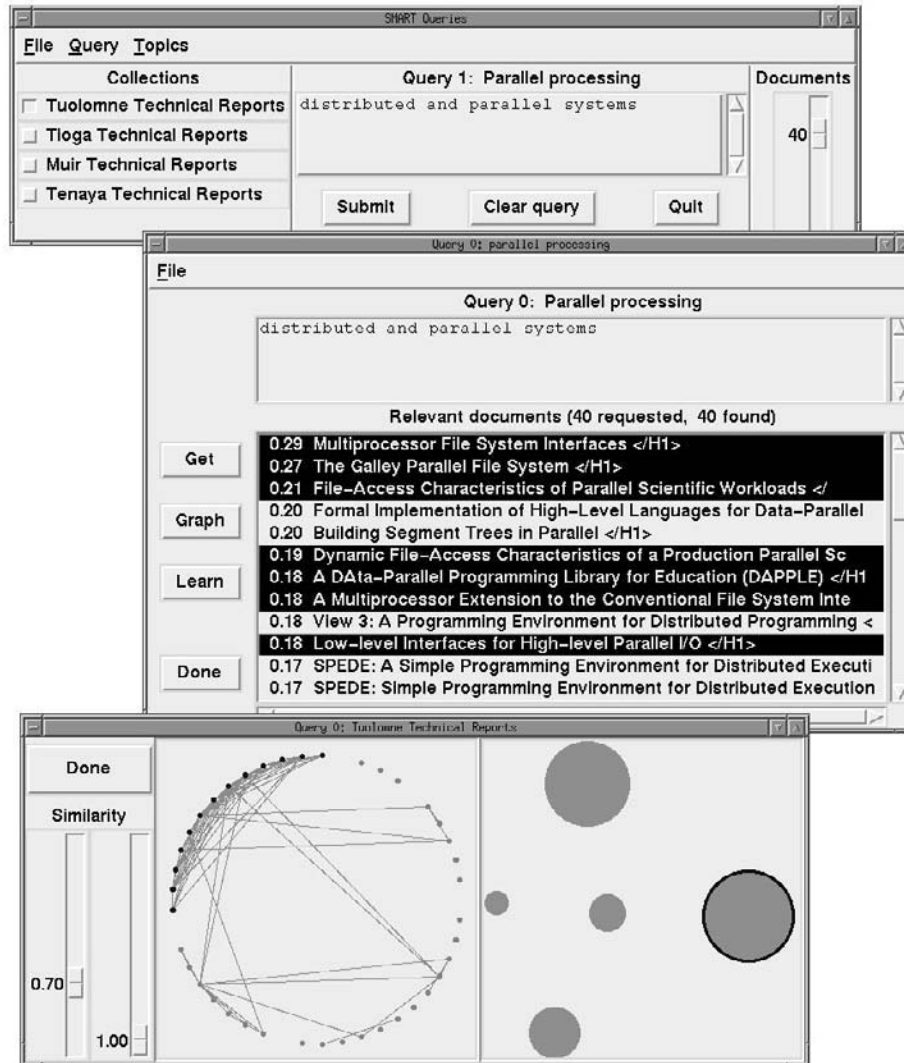 SMART Queries
File Query Topics
Collections
Tuolomne Technical Reports
Tioga Technical Reports
Muir Technical Reports
Tenaya Technical Reports
Query 1: Parallel processing
distributed and parallel systems
Submit Clear query Quit
Documents
40
Query 0: parallel processing
File
Query 0: Parallel processing
distributed and parallel systems
Relevant documents (40 requested, 40 found)
Get
Graph
Learn
Done
0.29 Multiprocessor File System Interfaces </H1>
0.27 The Galley Parallel File System </H1>
0.21 File-Access Characteristics of Parallel Scientific Workloads </
0.20 Formal Implementation of High-Level Languages for Data-Parallel
0.20 Building Segment Trees in Parallel </H1>
0.19 Dynamic File-Access Characteristics of a Production Parallel Sc
0.18 A DAta-Parallel Programming Library for Education (DAPPLE) </H1
0.18 A Multiprocessor Extension to the Conventional File System Inte
0.18 View 3: A Programming Environment for Distributed Programming <
0.18 Low-level Interfaces for High-level Parallel I/O </H1>
0.17 SPEDE: A Simple Programming Environment for Distributed Executi
0.17 SPEDE: Simple Programming Environment for Distributed Execution
Query 0: Tuolomne Technical Reports
Done
Similarity
0.70
1.00